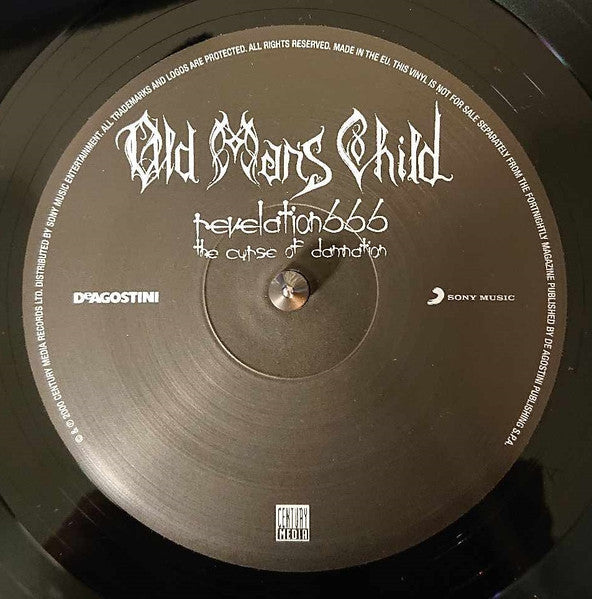 ℗ & © 2000 CENTURY MEDIA RECORDS LTD. DISTRIBUTED BY SONY MUSIC ENTERTAINMENT. ALL TRADEMARKS AND LOGOS ARE PROTECTED. ALL RIGHTS RESERVED. MADE IN THE EU. THIS VINYL IS NOT FOR SALE SEPARATELY FROM THE FORTNIGHTLY MAGAZINE PUBLISHED BY DE AGOSTINI PUBLISHING S.P.A.
Old Mans Child
revelation666
the curse of damnation
DeAGOSTINI
SONY MUSIC
CENTURY
MEDIA